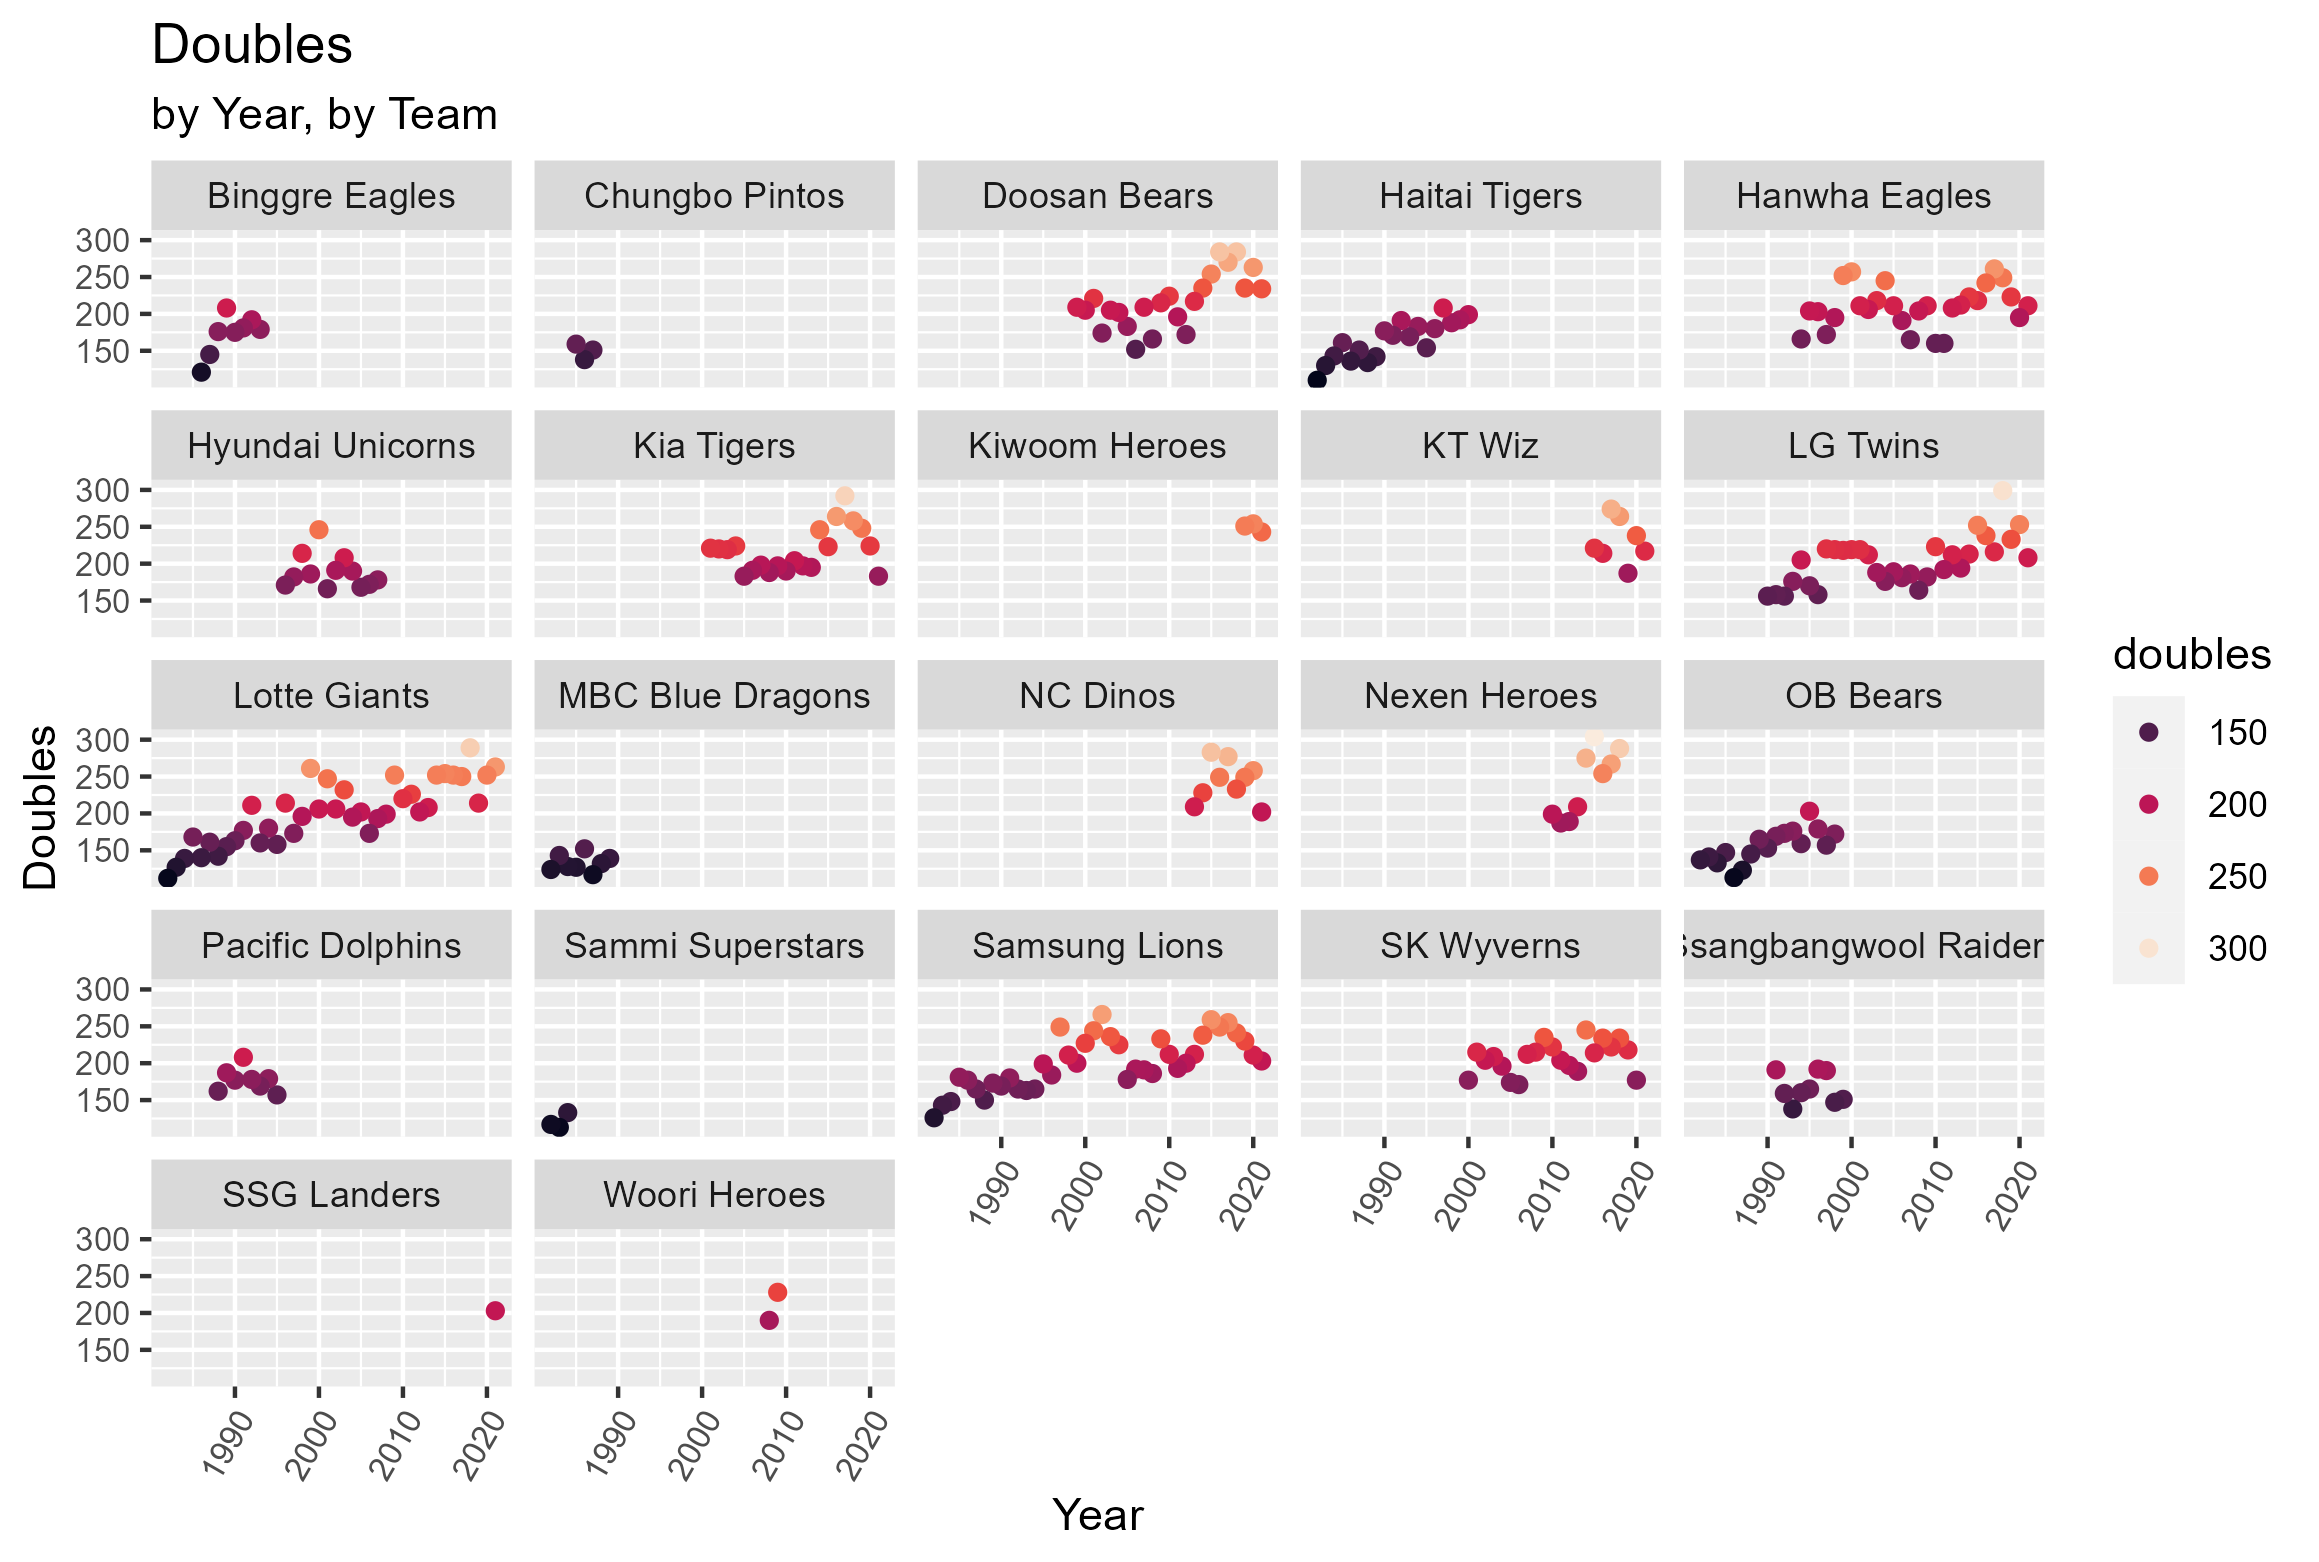 Doubles
by Year, by Team
Binggre Eagles
Chungbo Pintos
Doosan Bears
Haitai Tigers
Hanwha Eagles
300
250
200
150
Hyundai Unicorns
Kia Tigers
Kiwoom Heroes
KT Wiz
LG Twins
300
250
200
150
Lotte Giants
MBC Blue Dragons
NC Dinos
Nexen Heroes
OB Bears
300
250
200
150
Pacific Dolphins
Sammi Superstars
Samsung Lions
SK Wyverns
Ssangbangwool Raider
300
250
200
150
1990
2000
2010
2020
1990
2000
2010
2020
1990
2000
2010
2020
SSG Landers
Woori Heroes
300
250
200
150
1990
2000
2010
2020
1990
2000
2010
2020
Doubles
Year
doubles
150
200
250
300